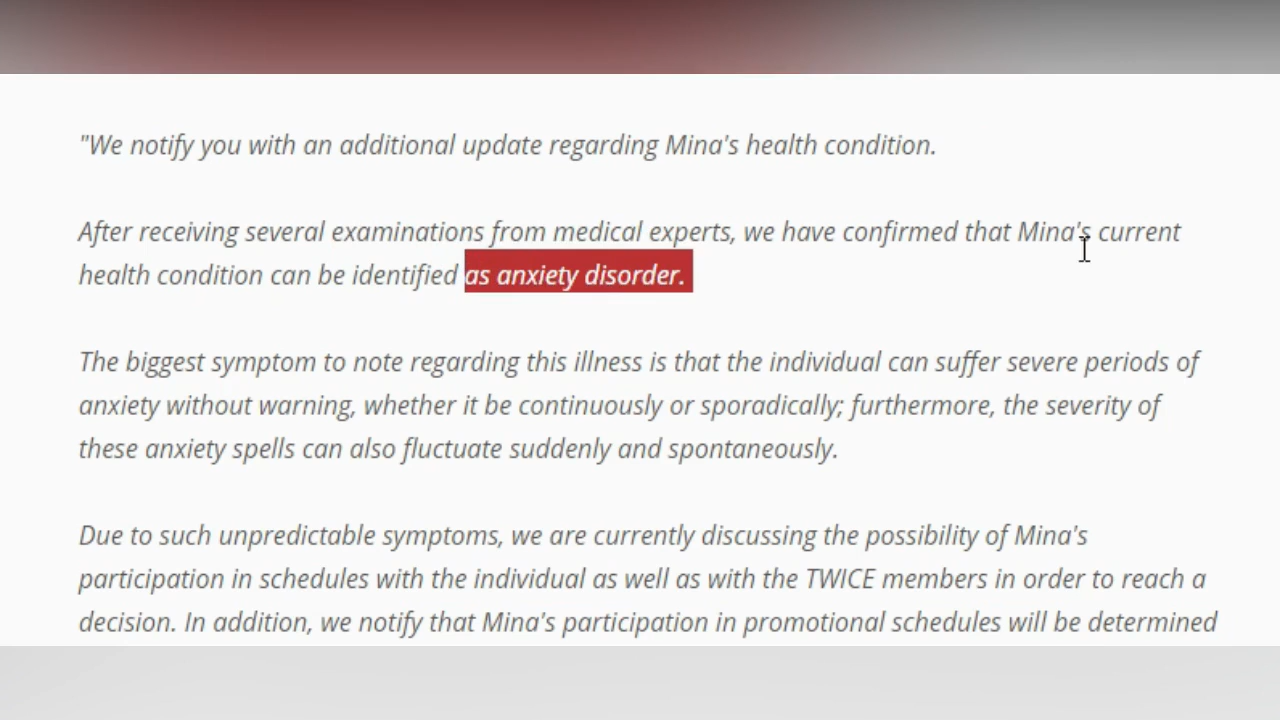 "We notify you with an additional update regarding Mina's health condition.
After receiving several examinations from medical experts, we have confirmed that Mina's current
health condition can be identified as anxiety disorder.
The biggest symptom to note regarding this illness is that the individual can suffer severe periods of
anxiety without warning, whether it be continuously or sporadically; furthermore, the severity of
these anxiety spells can also fluctuate suddenly and spontaneously.
Due to such unpredictable symptoms, we are currently discussing the possibility of Mina's
participation in schedules with the individual as well as with the TWICE members in order to reach a
decision. In addition, we notify that Mina's participation in promotional schedules will be determined